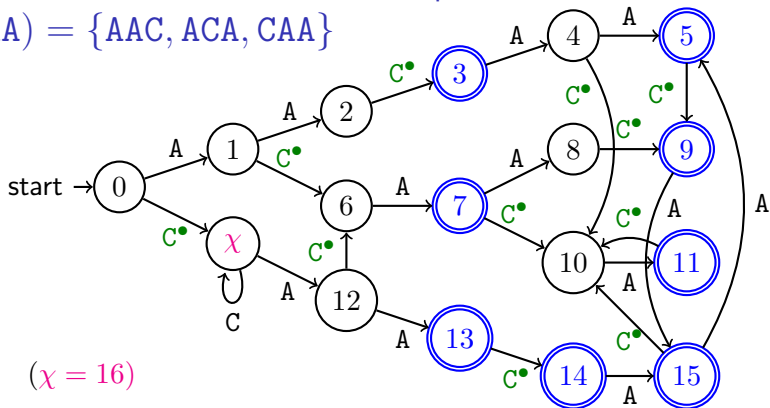 A) = {AAC, ACA, CAA}
A
4
A
5
C•
3
A
C•
C•
2
A
C•
1
A
C•
8
C•
9
A
start
0
C•
6
A
7
C•
A
A
C•
χ
C•
C•
10
A
11
C
A
12
A
13
C•
C•
14
A
15
(χ = 16)